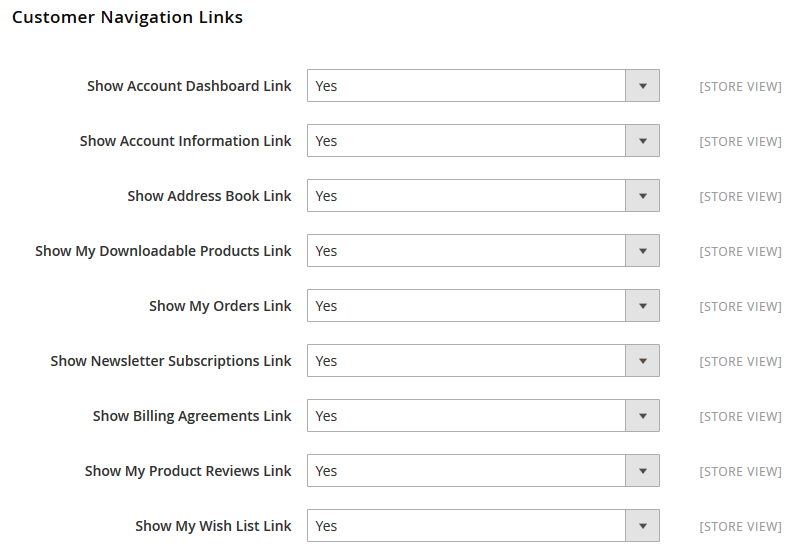 Customer Navigation Links
Show Account Dashboard Link Yes [STORE VIEW]
Show Account Information Link Yes [STORE VIEW]
Show Address Book Link Yes [STORE VIEW]
Show My Downloadable Products Link Yes [STORE VIEW]
Show My Orders Link Yes [STORE VIEW]
Show Newsletter Subscriptions Link Yes [STORE VIEW]
Show Billing Agreements Link Yes [STORE VIEW]
Show My Product Reviews Link Yes [STORE VIEW]
Show My Wish List Link Yes [STORE VIEW]